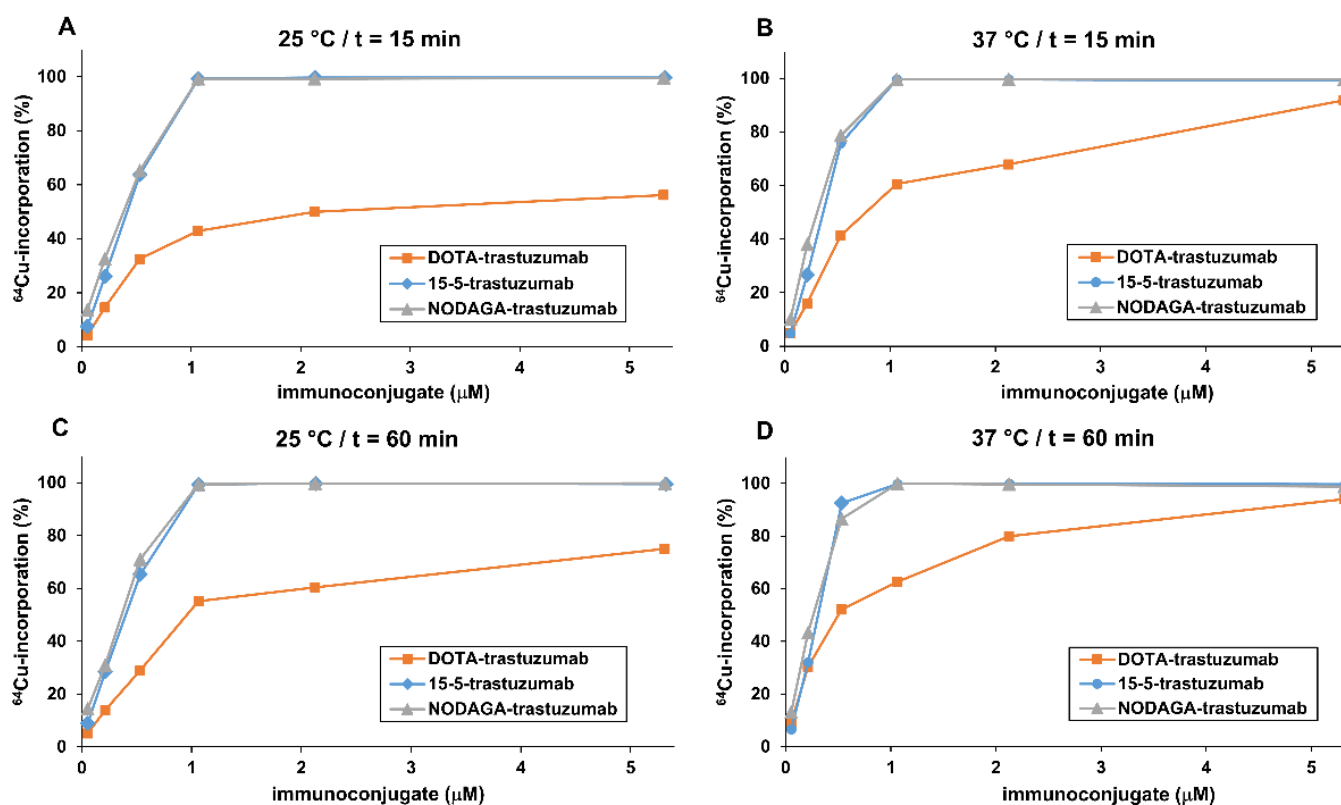 A
25 °C / t = 15 min
⁶⁴Cu-incorporation (%)
100
80
60
40
20
0
DOTA-trastuzumab
15-5-trastuzumab
NODAGA-trastuzumab
0 1 2 3 4 5
immunoconjugate (μM)
B
37 °C / t = 15 min
⁶⁴Cu-incorporation (%)
100
80
60
40
20
0
DOTA-trastuzumab
15-5-trastuzumab
NODAGA-trastuzumab
0 1 2 3 4 5
immunoconjugate (μM)
C
25 °C / t = 60 min
⁶⁴Cu-incorporation (%)
100
80
60
40
20
0
DOTA-trastuzumab
15-5-trastuzumab
NODAGA-trastuzumab
0 1 2 3 4 5
immunoconjugate (μM)
D
37 °C / t = 60 min
⁶⁴Cu-incorporation (%)
100
80
60
40
20
0
DOTA-trastuzumab
15-5-trastuzumab
NODAGA-trastuzumab
0 1 2 3 4 5
immunoconjugate (μM)